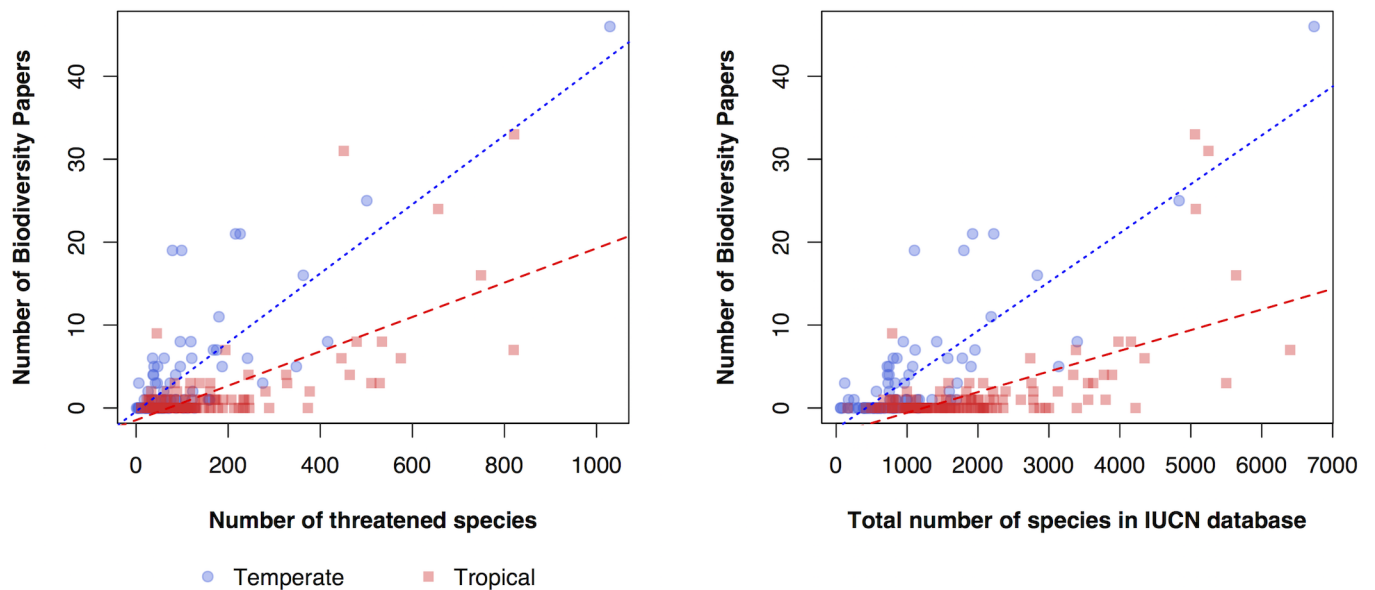 Number of Biodiversity Papers
0
10
20
30
40
0 200 400 600 800 1000
Number of threatened species
Number of Biodiversity Papers
0
10
20
30
40
0 1000 2000 3000 4000 5000 6000 7000
Total number of species in IUCN database
Temperate Tropical